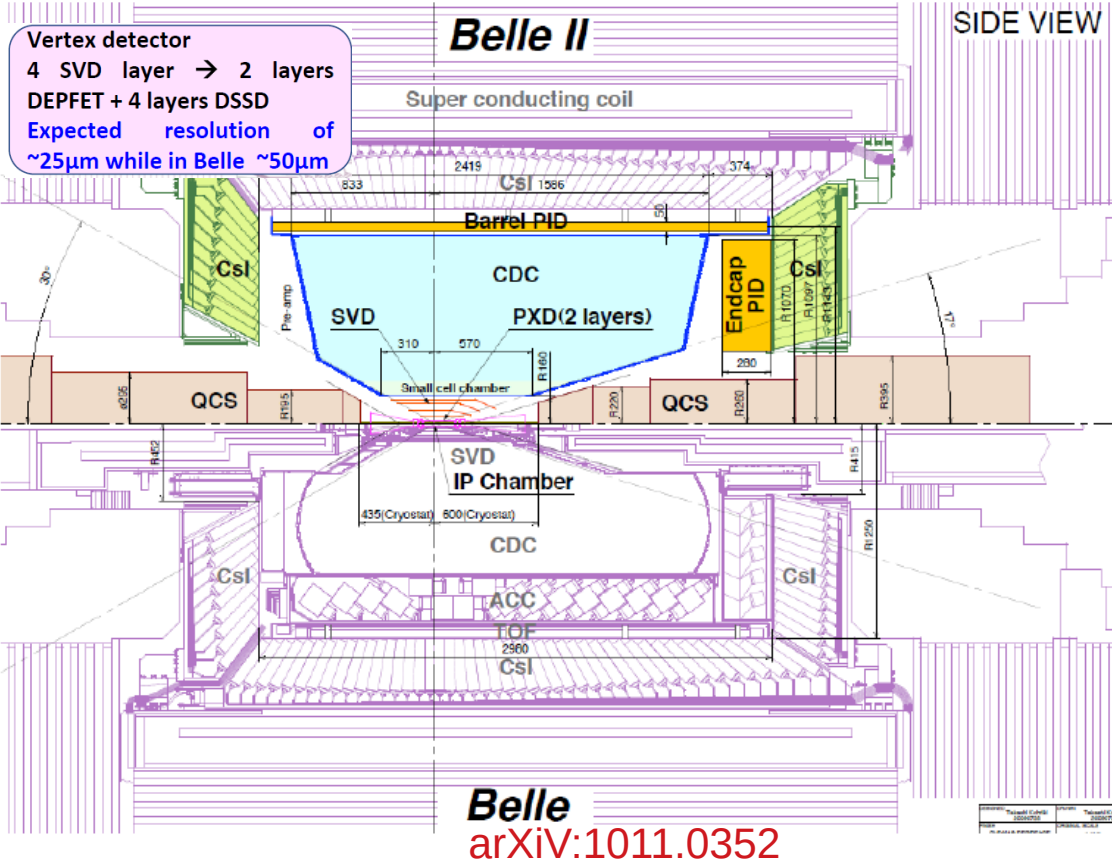 Belle II
SIDE VIEW
Vertex detector
4 SVD layer → 2 layers
DEPFET + 4 layers DSSD
Expected resolution of
~25μm while in Belle ~50μm
Super conducting coil
2419
374
833
CsI
1586
50
Barrel PID
CsI
CDC
CsI
Endcap
PID
30°
17°
Pre-amp
SVD
PXD(2 layers)
R1070
R1097
R1143
310
570
R160
280
Small cell chamber
ø295
QCS
R195
R220
QCS
R260
R395
R452
SVD
IP Chamber
R415
435(Cryostat)
600(Cryostat)
CDC
R1250
CsI
CsI
ACC
TOF
2960
CsI
Belle
arXiV:1011.0352